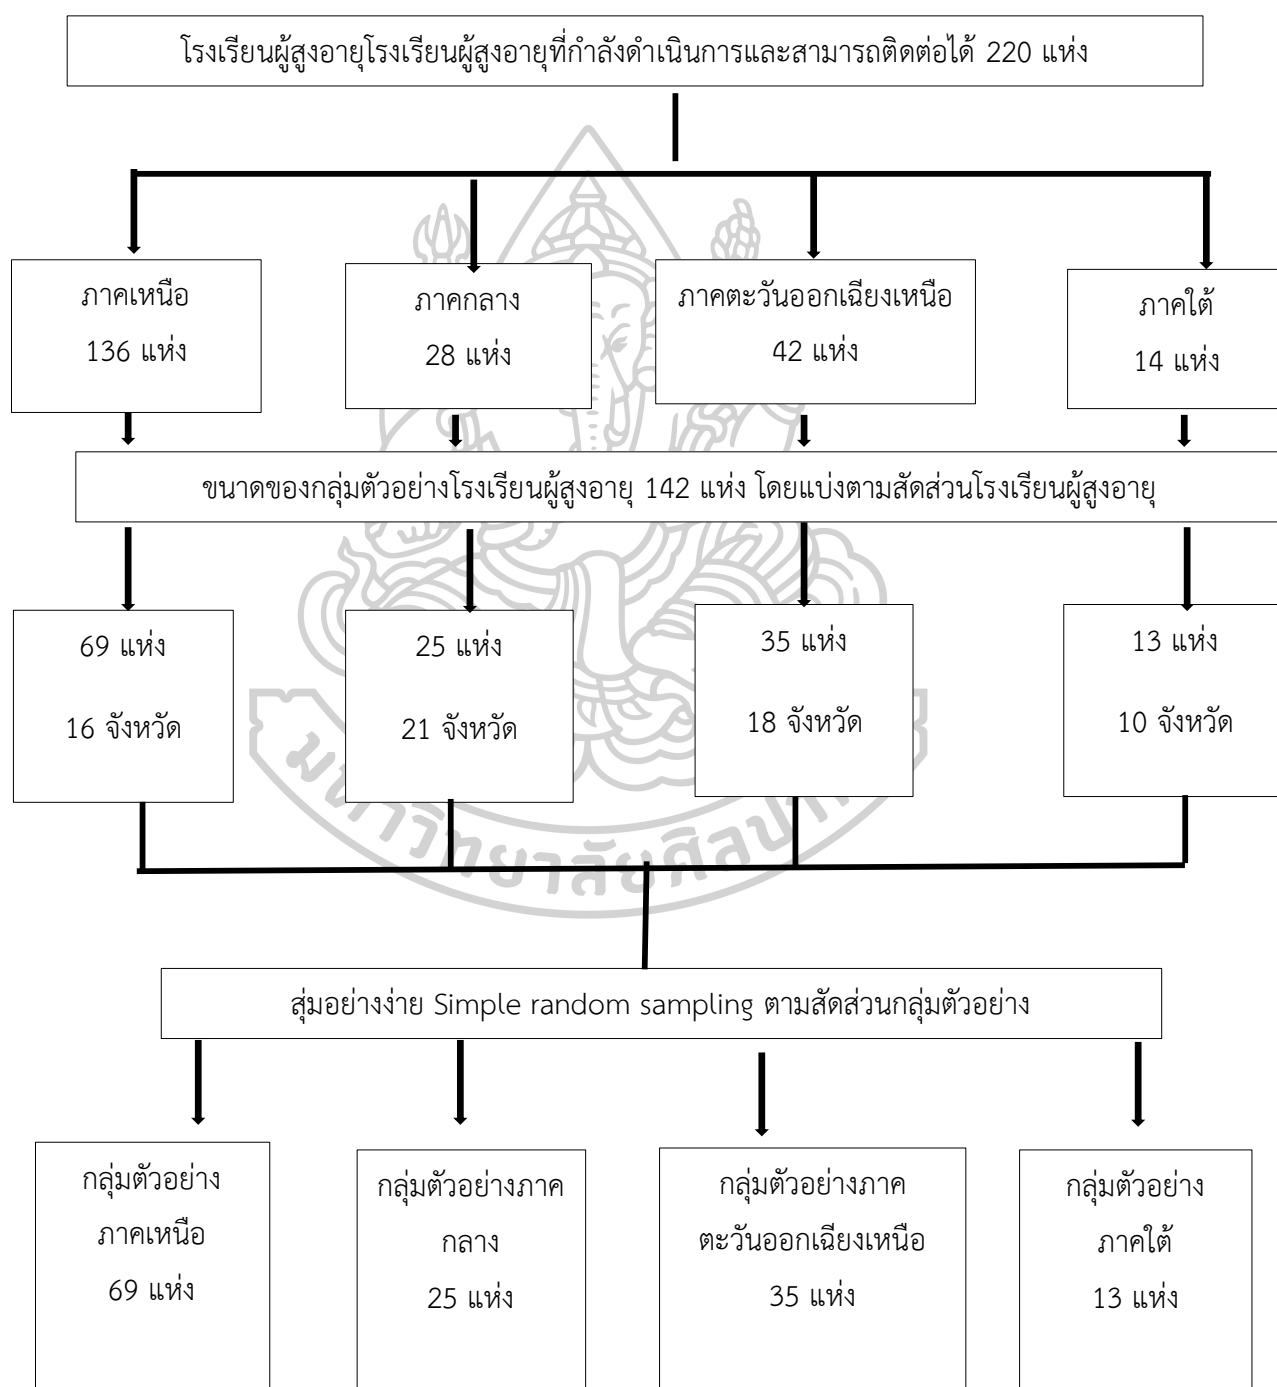 โรงเรียนผู้สูงอายุโรงเรียนผู้สูงอายุที่กำลังดำเนินการและสามารถติดต่อได้ 220 แห่ง
ภาคเหนือ
136 แห่ง
ภาคกลาง
28 แห่ง
ภาคตะวันออกเฉียงเหนือ
42 แห่ง
ภาคใต้
14 แห่ง
ขนาดของกลุ่มตัวอย่างโรงเรียนผู้สูงอายุ 142 แห่ง โดยแบ่งตามสัดส่วนโรงเรียนผู้สูงอายุ
69 แห่ง
16 จังหวัด
25 แห่ง
21 จังหวัด
35 แห่ง
18 จังหวัด
13 แห่ง
10 จังหวัด
มหาวิทยาลัยศิลปากร
สุ่มอย่างง่าย Simple random sampling ตามสัดส่วนกลุ่มตัวอย่าง
กลุ่มตัวอย่าง
ภาคเหนือ
69 แห่ง
กลุ่มตัวอย่างภาค
กลาง
25 แห่ง
กลุ่มตัวอย่างภาค
ตะวันออกเฉียงเหนือ
35 แห่ง
กลุ่มตัวอย่าง
ภาคใต้
13 แห่ง